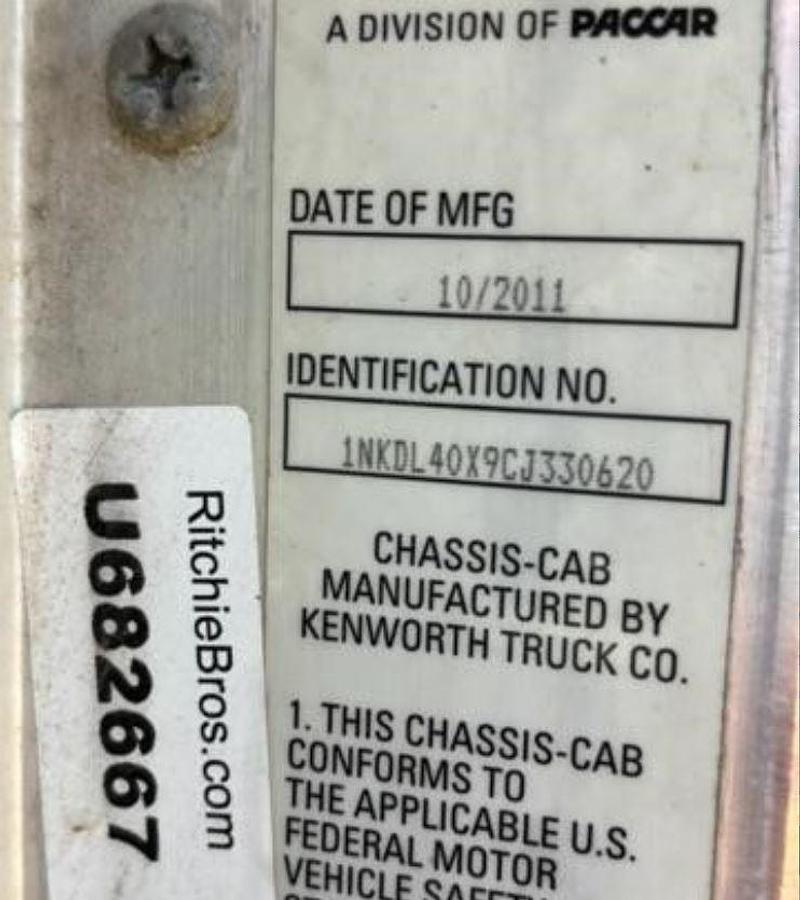 A DIVISION OF PACCAR
DATE OF MFG
10/2011
IDENTIFICATION NO.
1NKDL40X9CJ330620
CHASSIS-CAB
MANUFACTURED BY
KENWORTH TRUCK CO.
1. THIS CHASSIS-CAB
CONFORMS TO
THE APPLICABLE U.S.
FEDERAL MOTOR
VEHICLE
RitchieBros.com
U682667